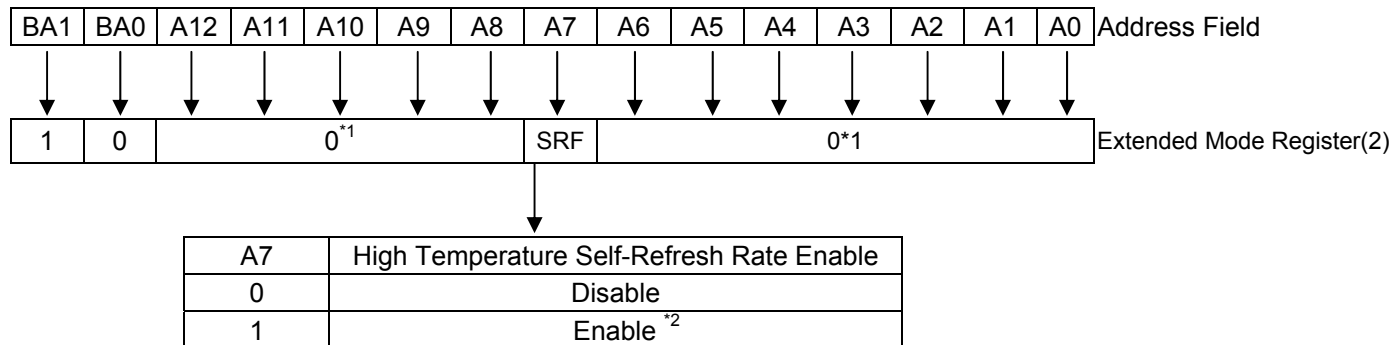 BA1 BA0 A12 A11 A10 A9 A8 A7 A6 A5 A4 A3 A2 A1 A0 Address Field
1 0 0*1 SRF 0*1 Extended Mode Register(2)
A7 High Temperature Self-Refresh Rate Enable
0 Disable
1 Enable *2